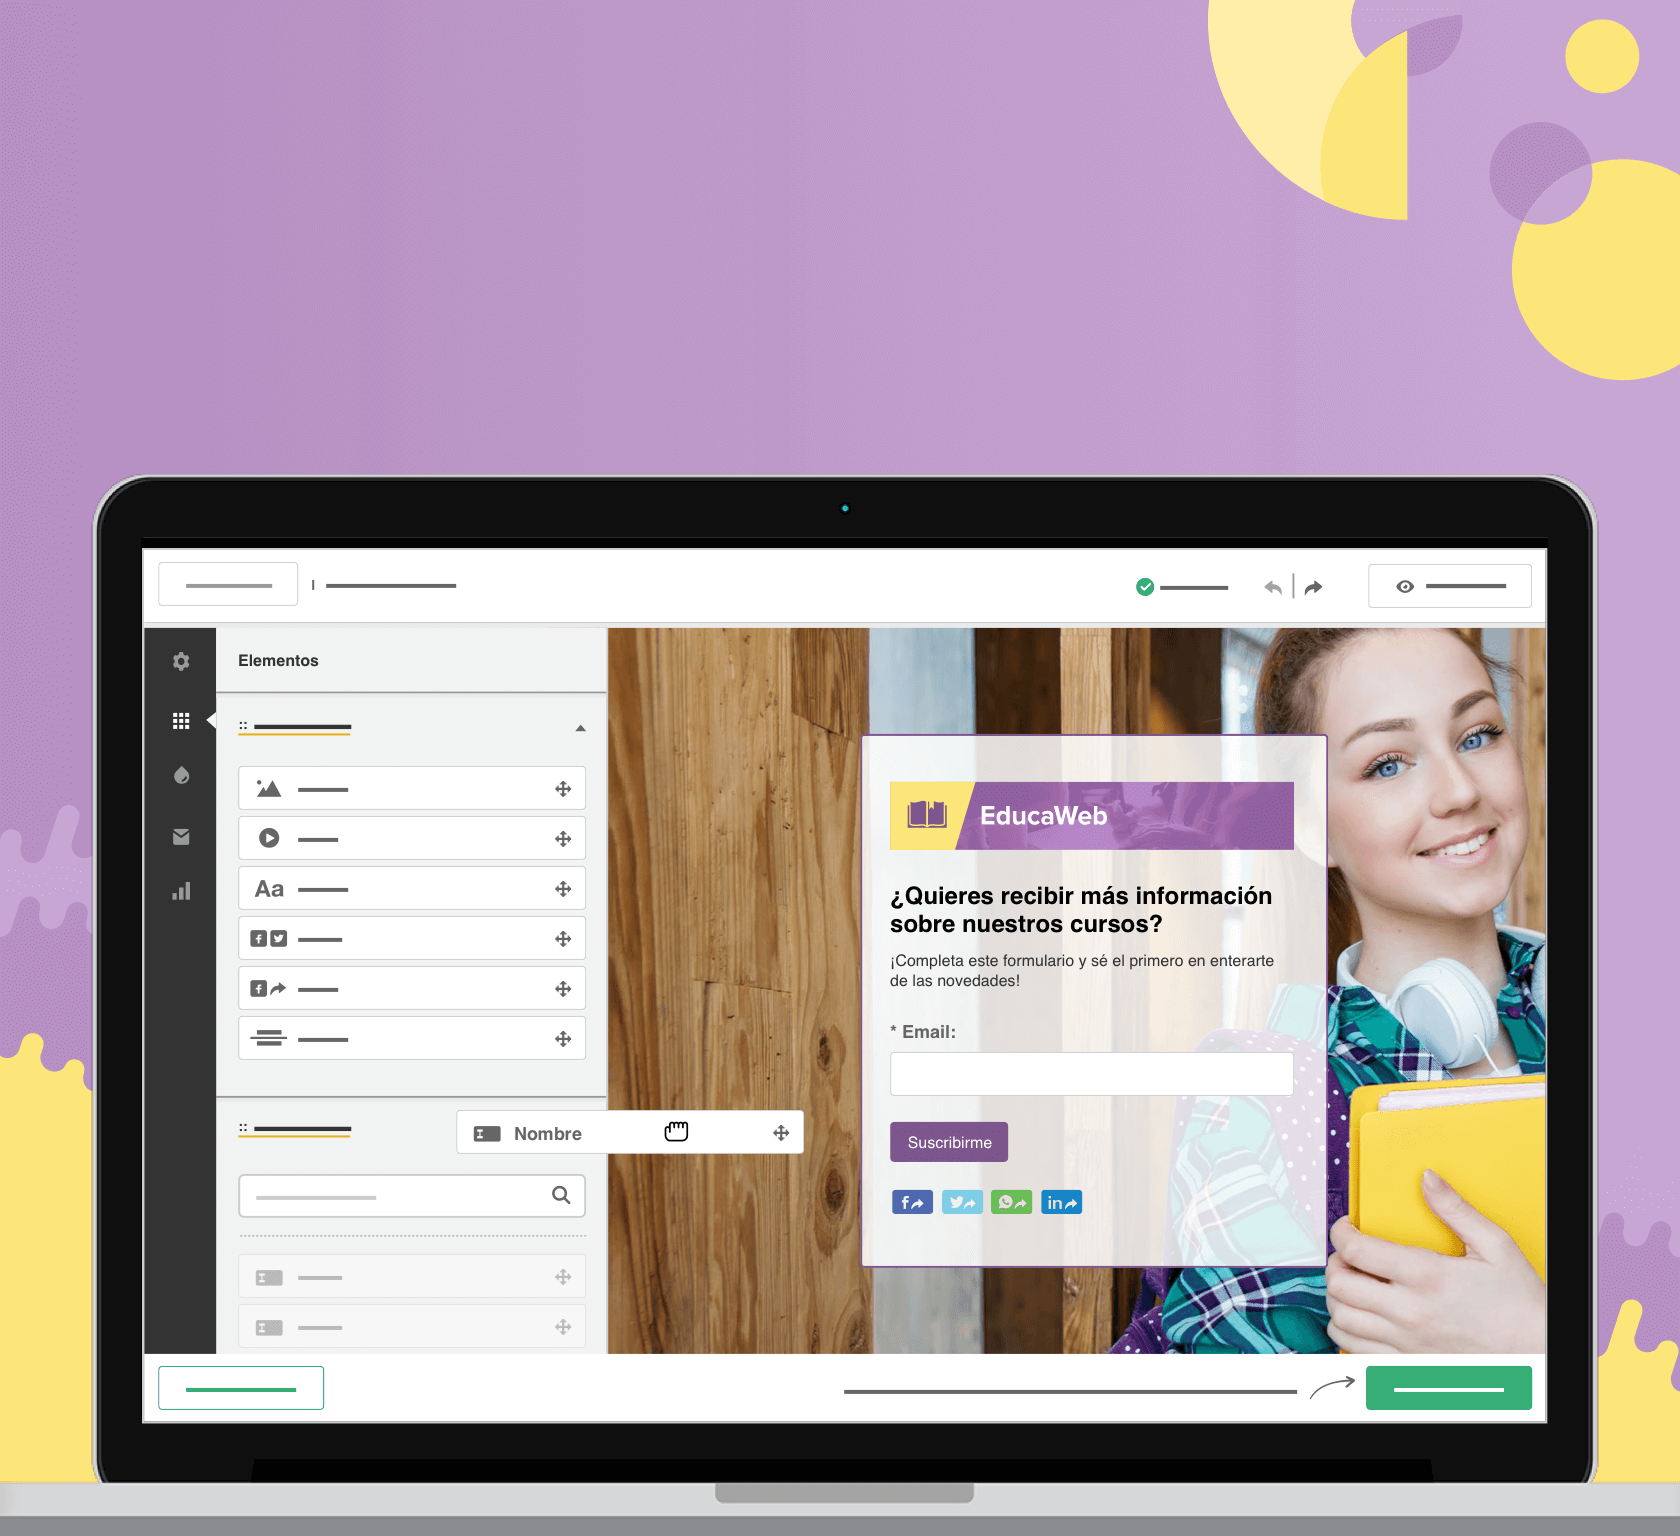 Elementos
Aa
Nombre
EducaWeb
¿Quieres recibir más información
sobre nuestros cursos?
¡Completa este formulario y sé el primero en enterarte
de las novedades!
* Email:
Suscribirme